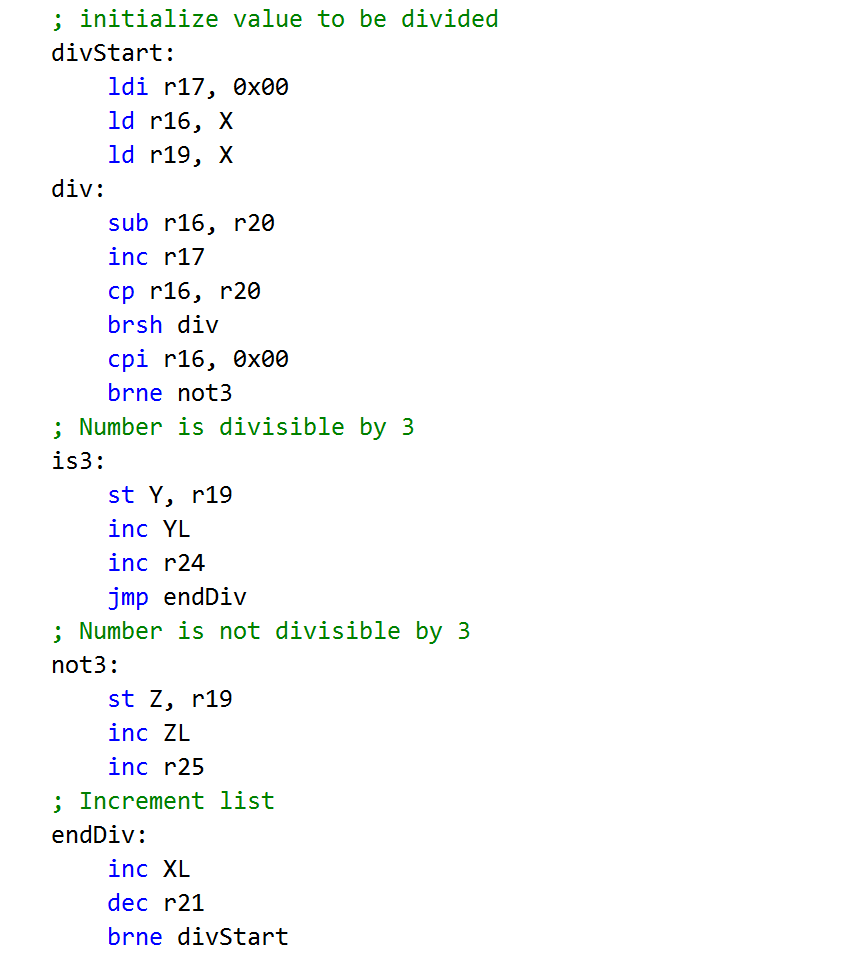 ; initialize value to be divided
divStart:
    ldi r17, 0x00
    ld r16, X
    ld r19, X
div:
    sub r16, r20
    inc r17
    cp r16, r20
    brsh div
    cpi r16, 0x00
    brne not3
; Number is divisible by 3
is3:
    st Y, r19
    inc YL
    inc r24
    jmp endDiv
; Number is not divisible by 3
not3:
    st Z, r19
    inc ZL
    inc r25
; Increment list
endDiv:
    inc XL
    dec r21
    brne divStart